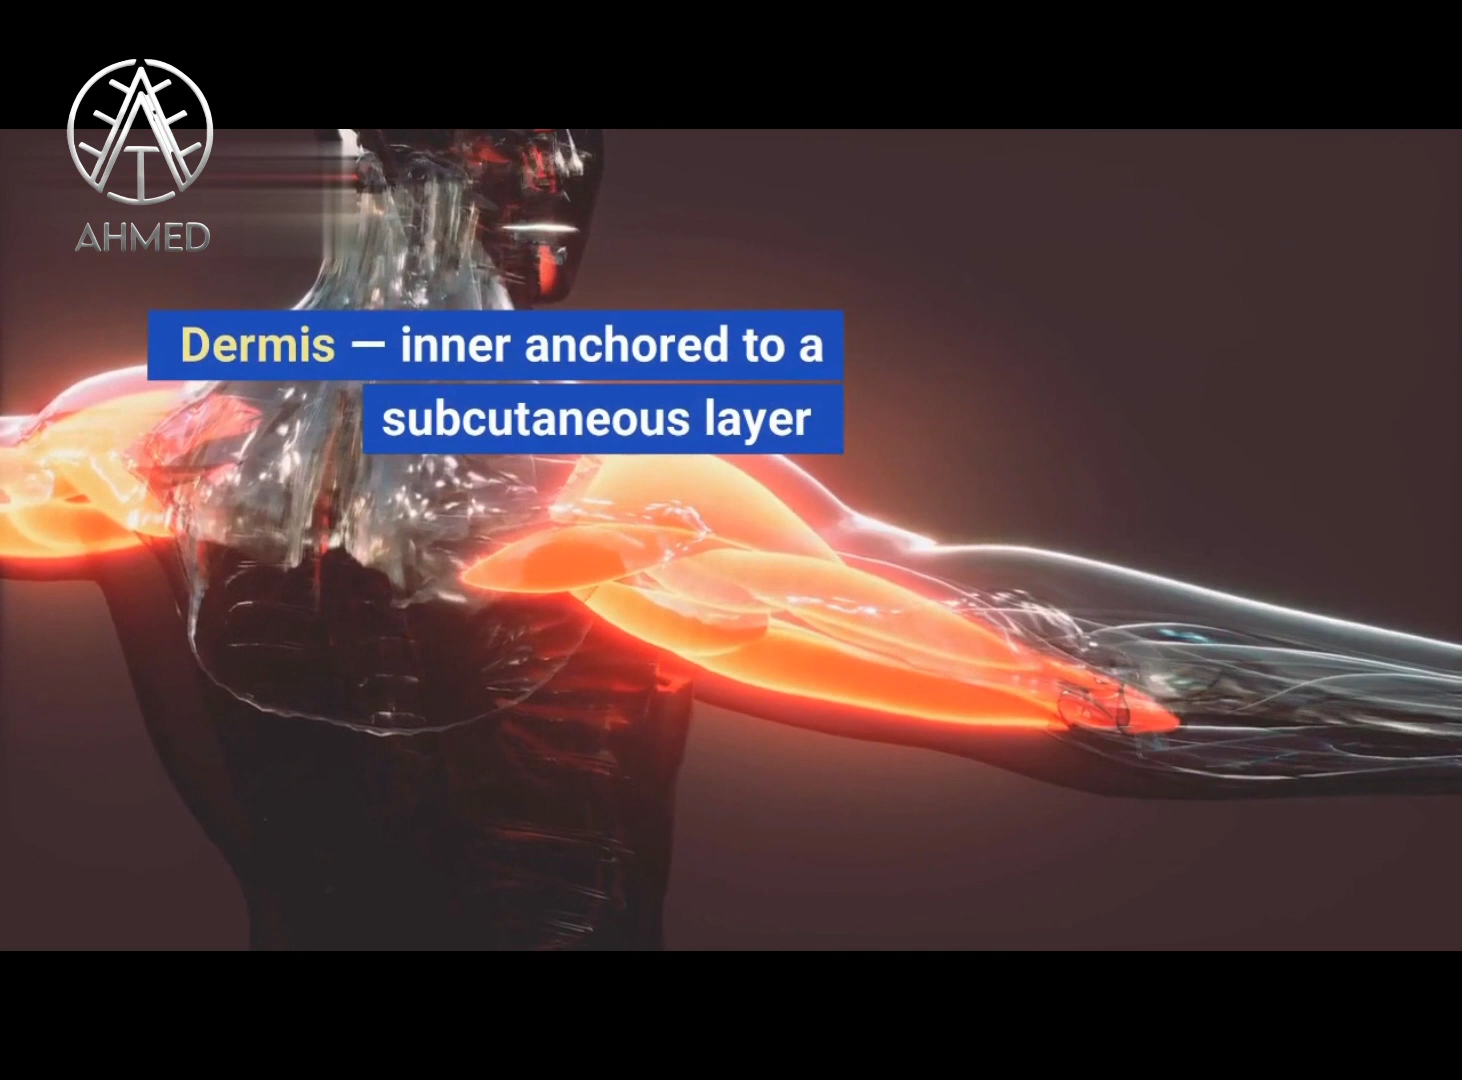 AHMED
Dermis — inner anchored to a
subcutaneous layer